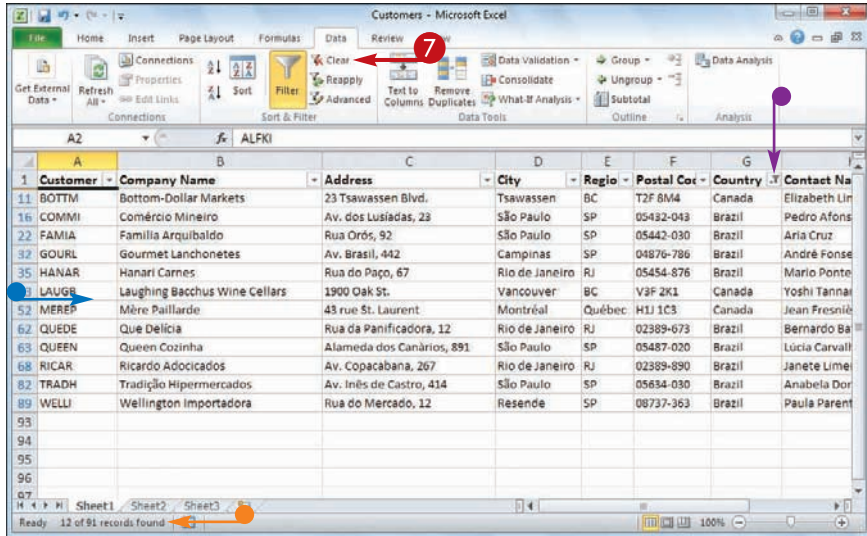 Customers - Microsoft Excel
File Home Insert Page Layout Formulas Data Review
7
Get External Data
Refresh All
Connections
Properties
Edit Links
Connections
Sort
Filter
Clear
Reapply
Advanced
Sort & Filter
Text to Columns
Remove Duplicates
Data Validation
Consolidate
What-If Analysis
Data Tools
Group
Ungroup
Subtotal
Outline
Data Analysis
Analysis
A2 fx ALFKI
A B C D E F G
1 Customer Company Name Address City Regio Postal Cod Country Contact Na
11 BOTTM Bottom-Dollar Markets 23 Tsawassen Blvd. Tsawassen BC T2F 8M4 Canada Elizabeth Lin
16 COMMI Comércio Mineiro Av. dos Lusíadas, 23 São Paulo SP 05432-043 Brazil Pedro Afons
22 FAMIA Familia Arquibaldo Rua Orós, 92 São Paulo SP 05442-030 Brazil Aria Cruz
32 GOURL Gourmet Lanchonetes Av. Brasil, 442 Campinas SP 04876-786 Brazil André Fonse
35 HANAR Hanari Carnes Rua do Paço, 67 Rio de Janeiro RJ 05454-876 Brazil Mario Ponte
LAUGB Laughing Bacchus Wine Cellars 1900 Oak St. Vancouver BC V3F 2K1 Canada Yoshi Tannar
52 MEREP Mère Paillarde 43 rue St. Laurent Montréal Québec H1J 1C3 Canada Jean Fresniè
62 QUEDE Que Delícia Rua da Panificadora, 12 Rio de Janeiro RJ 02389-673 Brazil Bernardo Ba
63 QUEEN Queen Cozinha Alameda dos Canàrios, 891 São Paulo SP 05487-020 Brazil Lúcia Carvalh
68 RICAR Ricardo Adocicados Av. Copacabana, 267 Rio de Janeiro RJ 02389-890 Brazil Janete Limei
82 TRADH Tradição Hipermercados Av. Inês de Castro, 414 São Paulo SP 05634-030 Brazil Anabela Dor
89 WELLI Wellington Importadora Rua do Mercado, 12 Resende SP 08737-363 Brazil Paula Parent
93
94
95
96
97
Sheet1 Sheet2 Sheet3
Ready 12 of 91 records found 100%